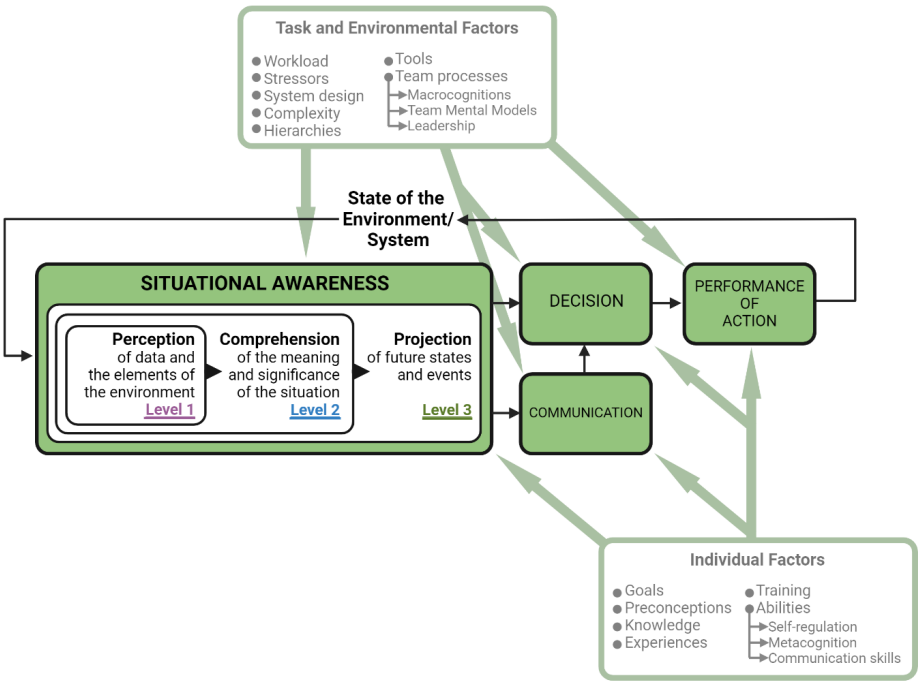 Task and Environmental Factors
Workload
Stressors
System design
Complexity
Hierarchies
Tools
Team processes
Macrocognitions
Team Mental Models
Leadership
State of the
Environment/
System
SITUATIONAL AWARENESS
Perception
of data and
the elements of
the environment
Level 1
Comprehension
of the meaning
and significance
of the situation
Level 2
Projection
of future states
and events
Level 3
DECISION
PERFORMANCE
OF
ACTION
COMMUNICATION
Individual Factors
Goals
Preconceptions
Knowledge
Experiences
Training
Abilities
Self-regulation
Metacognition
Communication skills